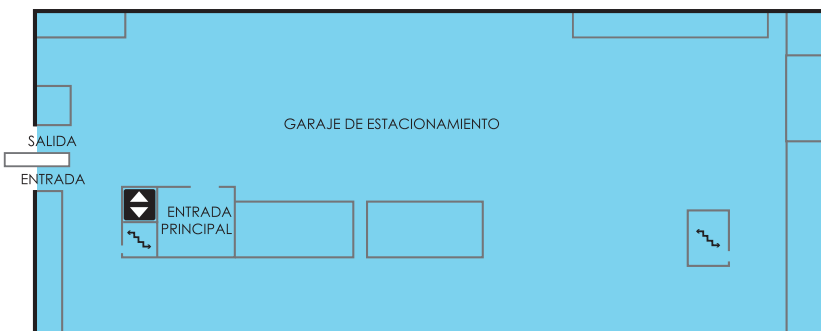 GARAJE DE ESTACIONAMIENTO
SALIDA
ENTRADA
ENTRADA
PRINCIPAL